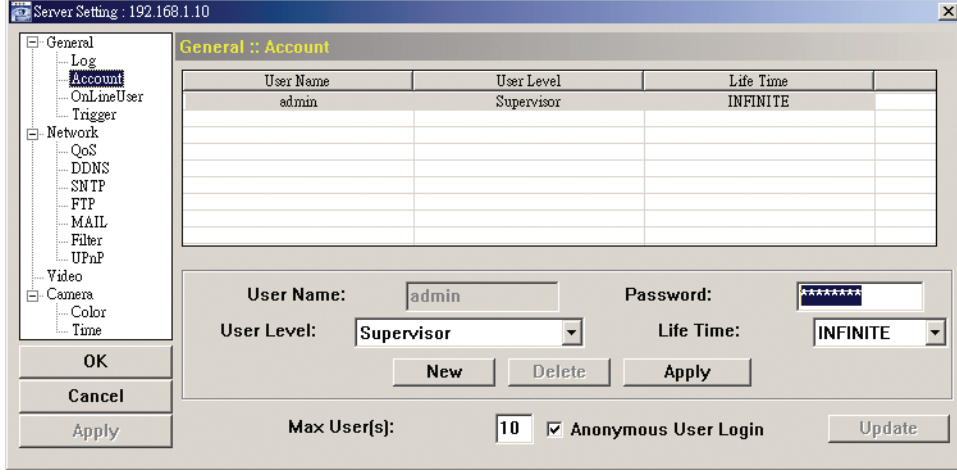 Server Setting : 192.168.1.10
General
Log
Account
OnLineUser
Trigger
Network
QoS
DDNS
SNTP
FTP
MAIL
Filter
UPnP
Video
Camera
Color
Time
OK
Cancel
Apply
General :: Account
User Name User Level Life Time
admin Supervisor INFINITE
User Name: admin Password: ********
User Level: Supervisor Life Time: INFINITE
New Delete Apply
Max User(s): 10 Anonymous User Login Update